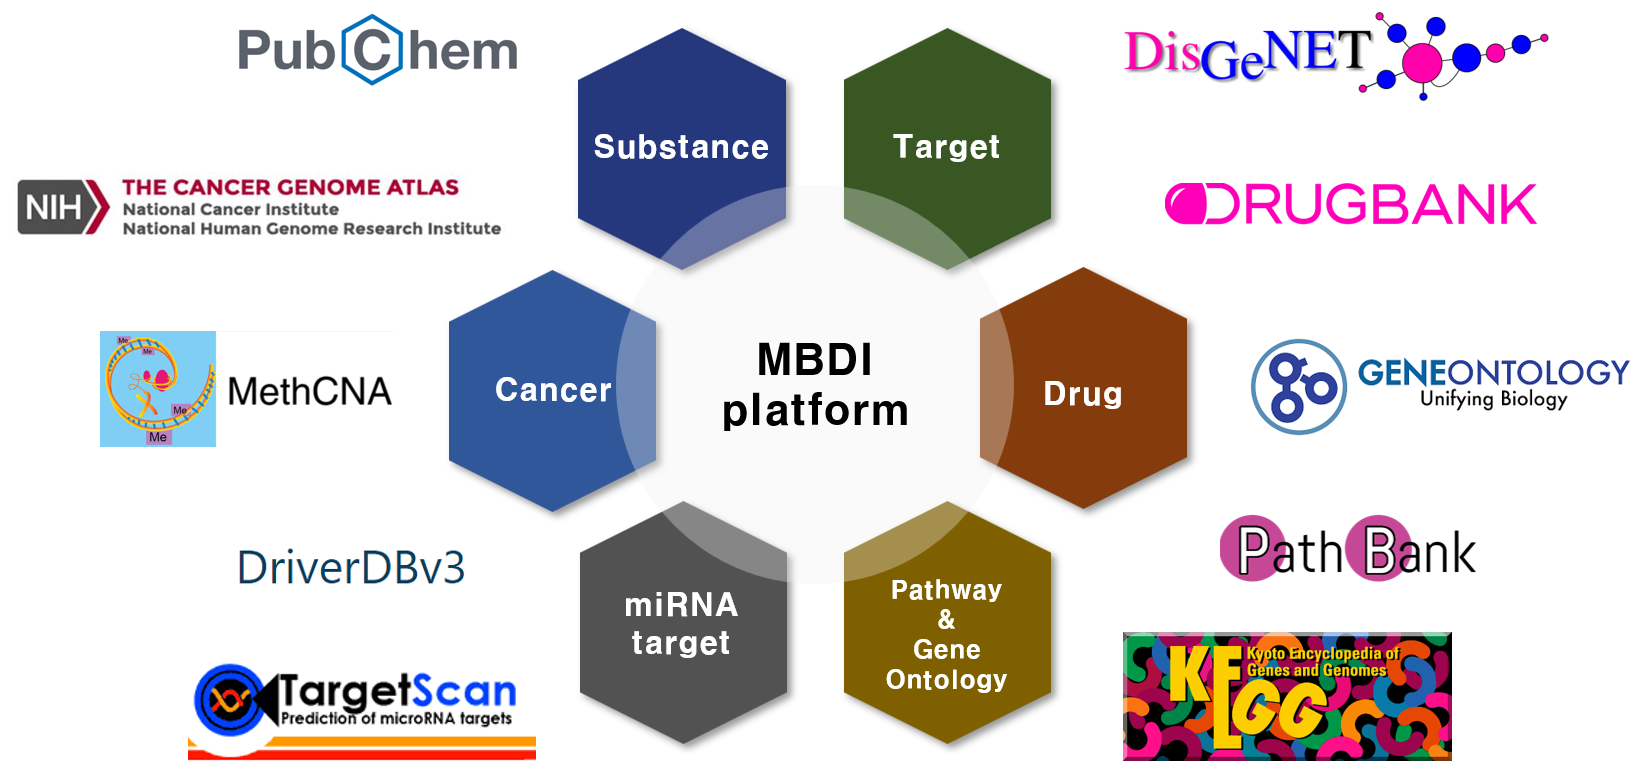 PubChem
DisGeNET
Substance
Target
NIH
THE CANCER GENOME ATLAS
National Cancer Institute
National Human Genome Research Institute
DRUGBANK
Me
Me
Me
Me
MethCNA
Cancer
MBDI
platform
Drug
GENEONTOLOGY
Unifying Biology
DriverDBv3
PathBank
miRNA
target
Pathway
&
Gene
Ontology
TargetScan
Prediction of microRNA targets
KEGG
Kyoto Encyclopedia of
Genes and Genomes